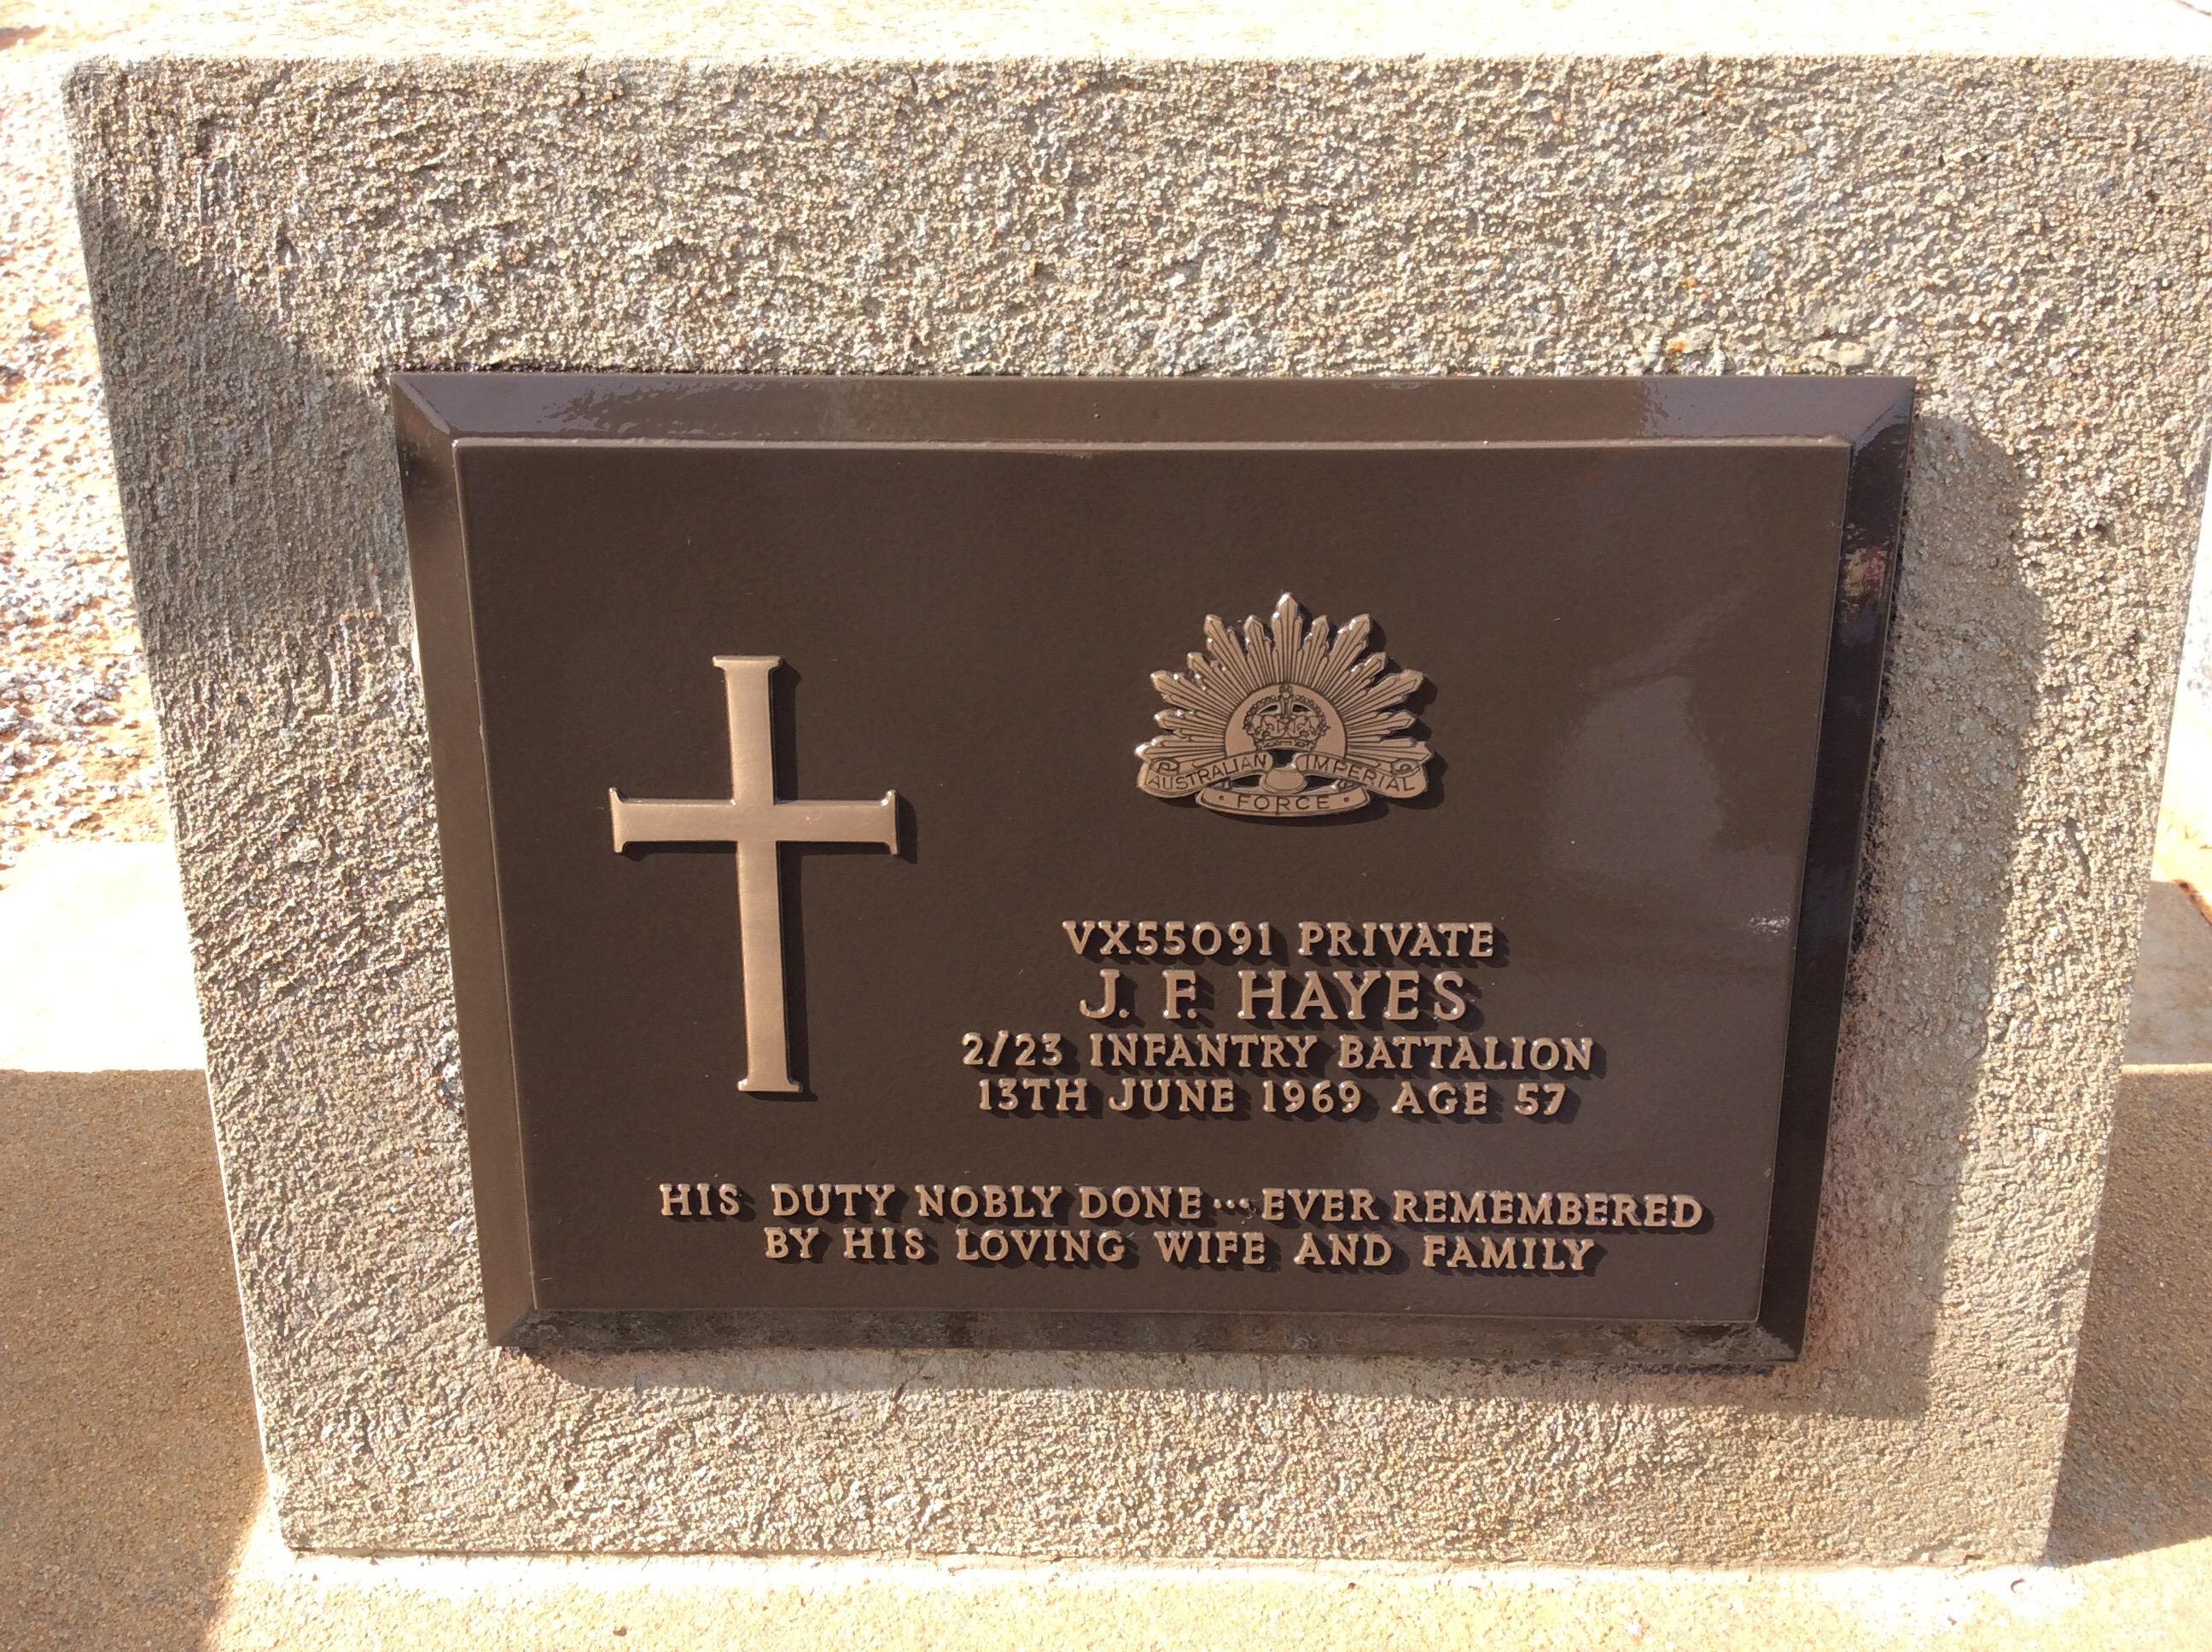 AUSTRALIAN IMPERIAL
· FORCE ·
VX55091 PRIVATE
J. F. HAYES
2/23 INFANTRY BATTALION
13TH JUNE 1969 AGE 57
HIS DUTY NOBLY DONE ··· EVER REMEMBERED
BY HIS LOVING WIFE AND FAMILY